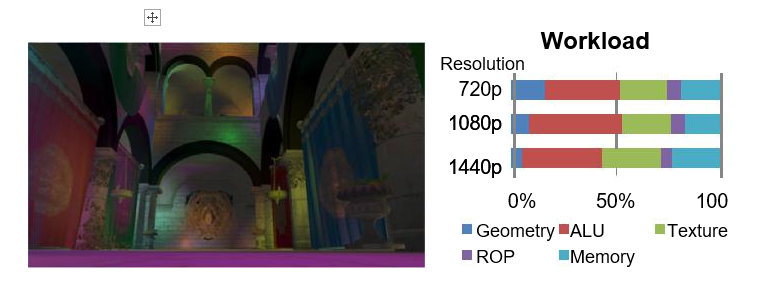 Workload
Resolution
720p
1080p
1440p
0% 50% 100
Geometry ALU Texture
ROP Memory